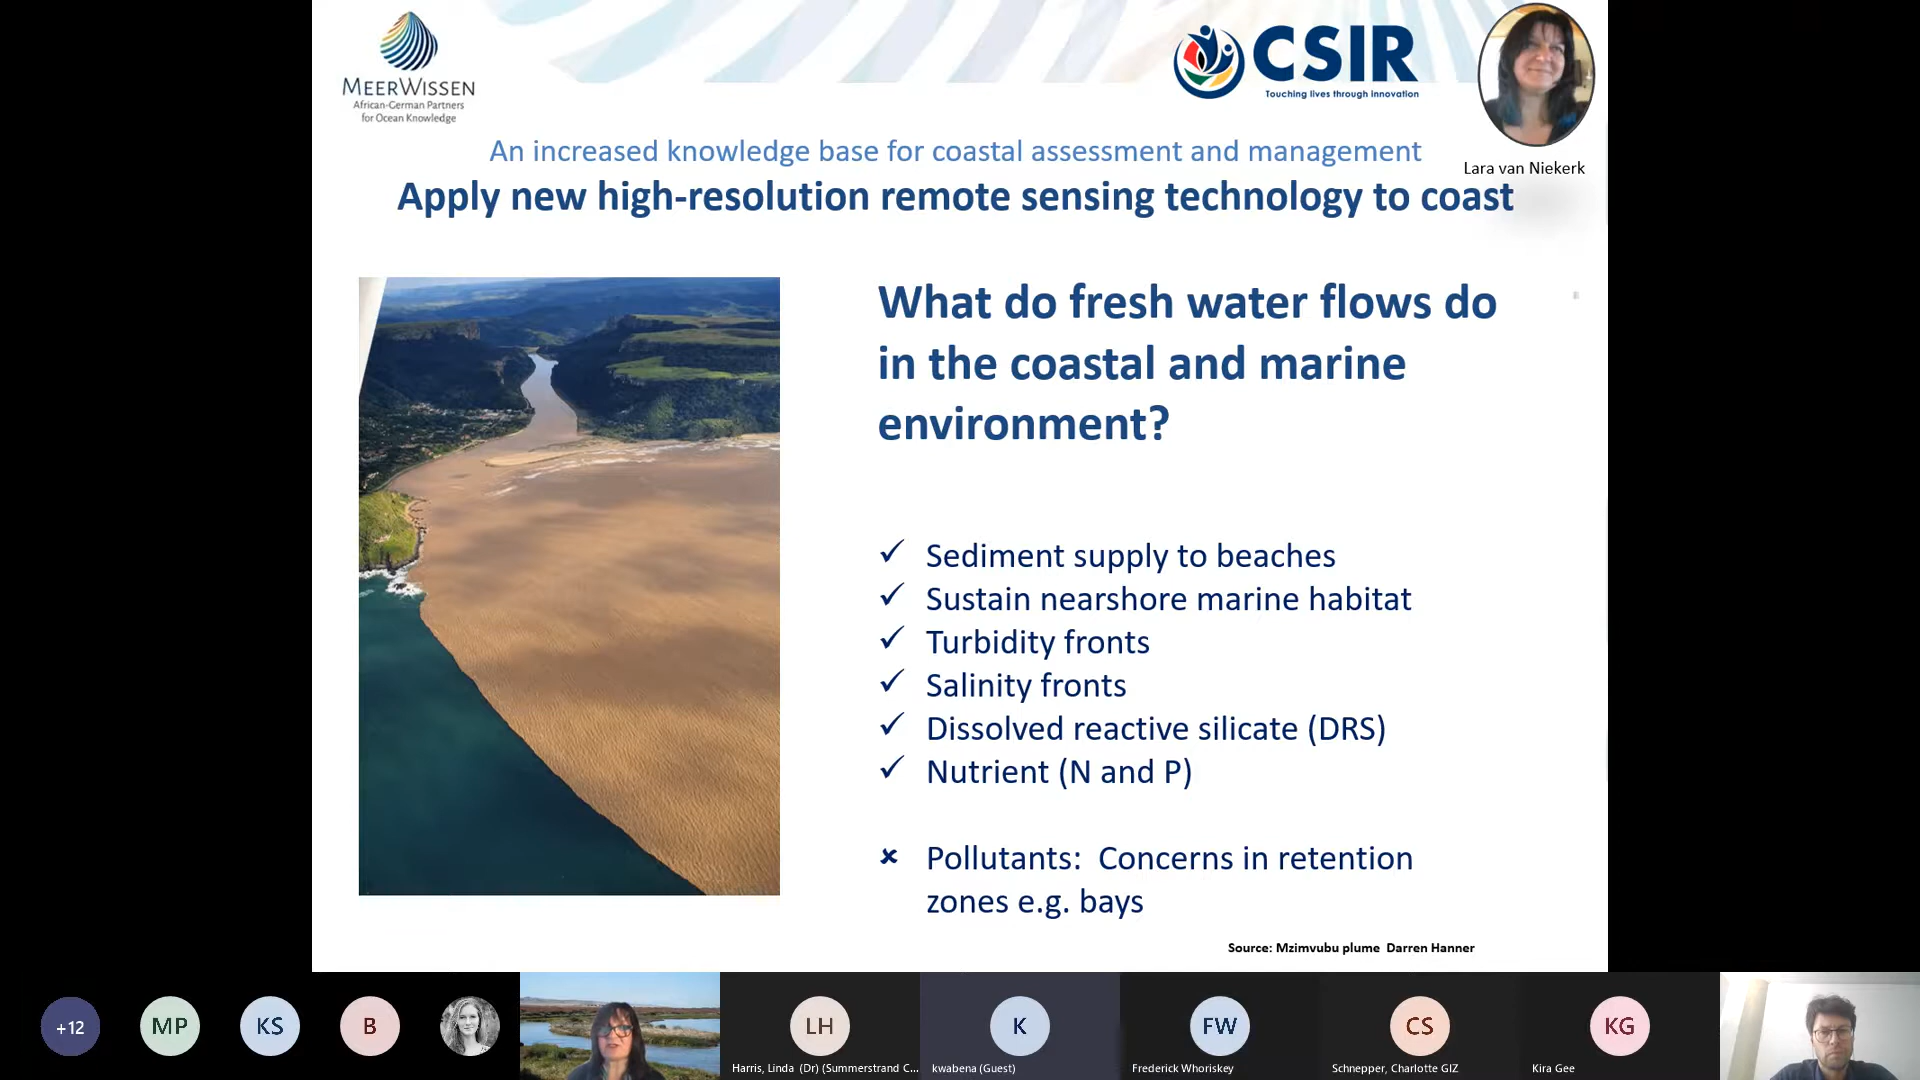 MEERWISSEN
African-German Partners
for Ocean Knowledge
CSIR
Touching lives through innovation
Lara van Niekerk
An increased knowledge base for coastal assessment and management
Apply new high-resolution remote sensing technology to coast
What do fresh water flows do
in the coastal and marine
environment?
✓ Sediment supply to beaches
✓ Sustain nearshore marine habitat
✓ Turbidity fronts
✓ Salinity fronts
✓ Dissolved reactive silicate (DRS)
✓ Nutrient (N and P)
✘ Pollutants: Concerns in retention
zones e.g. bays
Source: Mzimvubu plume Darren Hanner
+12
MP
KS
B
LH
Harris, Linda (Dr) (Summerstrand C...
K
kwabena (Guest)
FW
Frederick Whoriskey
CS
Schnepper, Charlotte GIZ
KG
Kira Gee